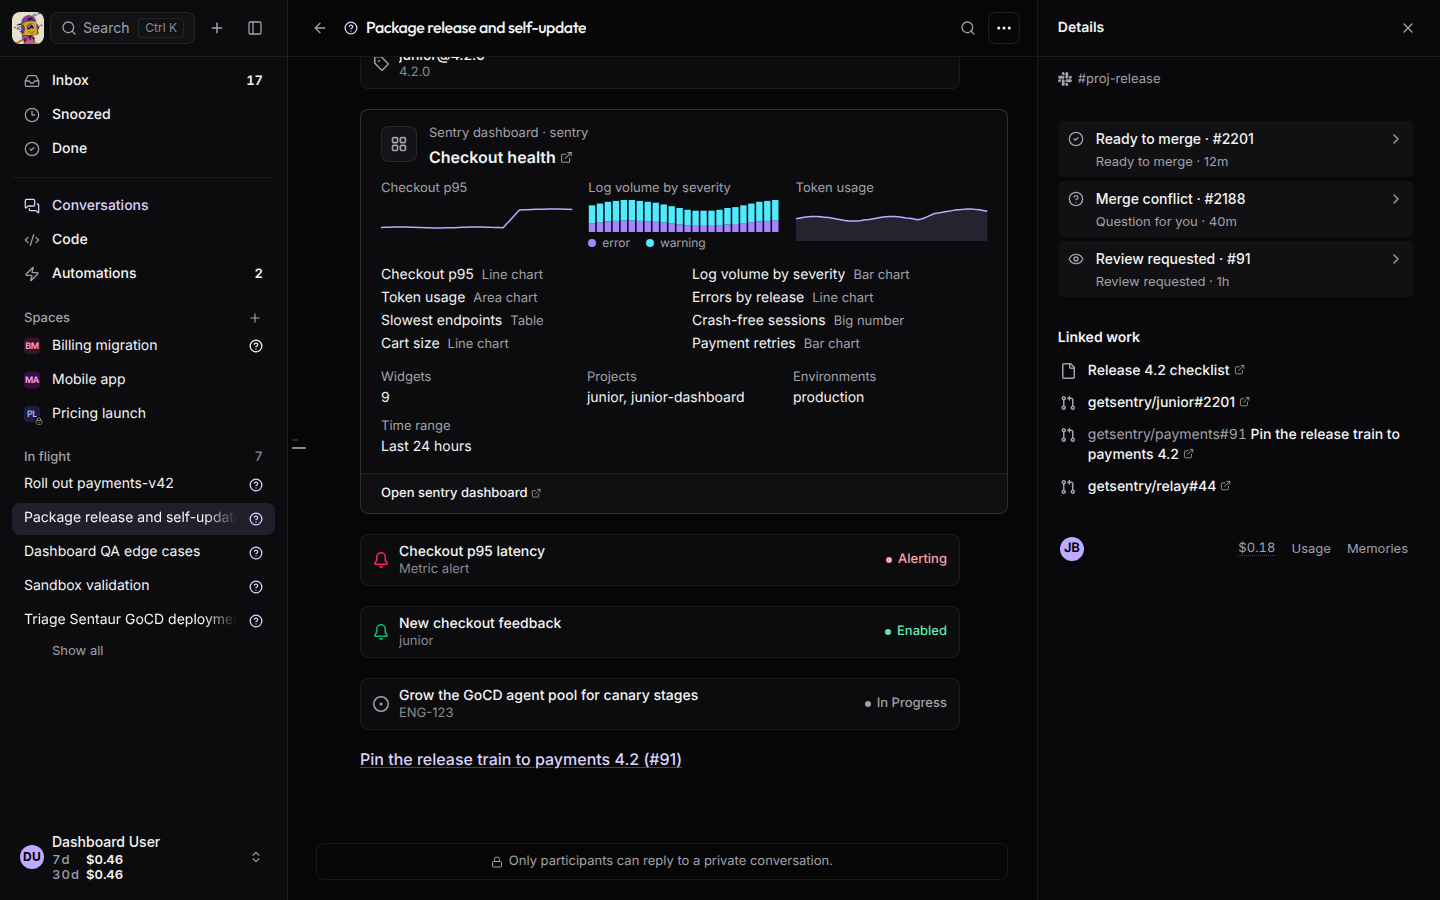 Search
Ctrl K
Inbox
17
Snoozed
Done
Conversations
Code
Automations
2
Spaces
BM
Billing migration
MA
Mobile app
PL
Pricing launch
In flight
7
Roll out payments-v42
Package release and self-updat
Dashboard QA edge cases
Sandbox validation
Triage Sentaur GoCD deployme
Show all
DU
Dashboard User
7d $0.46
30d $0.46
Package release and self-update
junior@4.2.0
4.2.0
Sentry dashboard · sentry
Checkout health
Checkout p95
Log volume by severity
Token usage
error
warning
Checkout p95 Line chart
Log volume by severity Bar chart
Token usage Area chart
Errors by release Line chart
Slowest endpoints Table
Crash-free sessions Big number
Cart size Line chart
Payment retries Bar chart
Widgets
9
Projects
junior, junior-dashboard
Environments
production
Time range
Last 24 hours
Open sentry dashboard
Checkout p95 latency
Metric alert
Alerting
New checkout feedback
junior
Enabled
Grow the GoCD agent pool for canary stages
ENG-123
In Progress
Pin the release train to payments 4.2 (#91)
Only participants can reply to a private conversation.
Details
#proj-release
Ready to merge · #2201
Ready to merge · 12m
Merge conflict · #2188
Question for you · 40m
Review requested · #91
Review requested · 1h
Linked work
Release 4.2 checklist
getsentry/junior#2201
getsentry/payments#91 Pin the release train to
payments 4.2
getsentry/relay#44
JB
$0.18
Usage
Memories